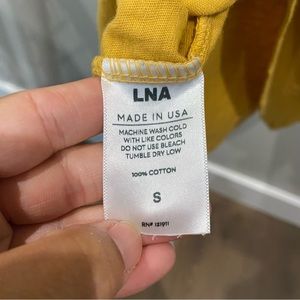 LNA
MADE IN USA
MACHINE WASH COLD
WITH LIKE COLORS
DO NOT USE BLEACH
TUMBLE DRY LOW
100% COTTON
S
RN# 121911